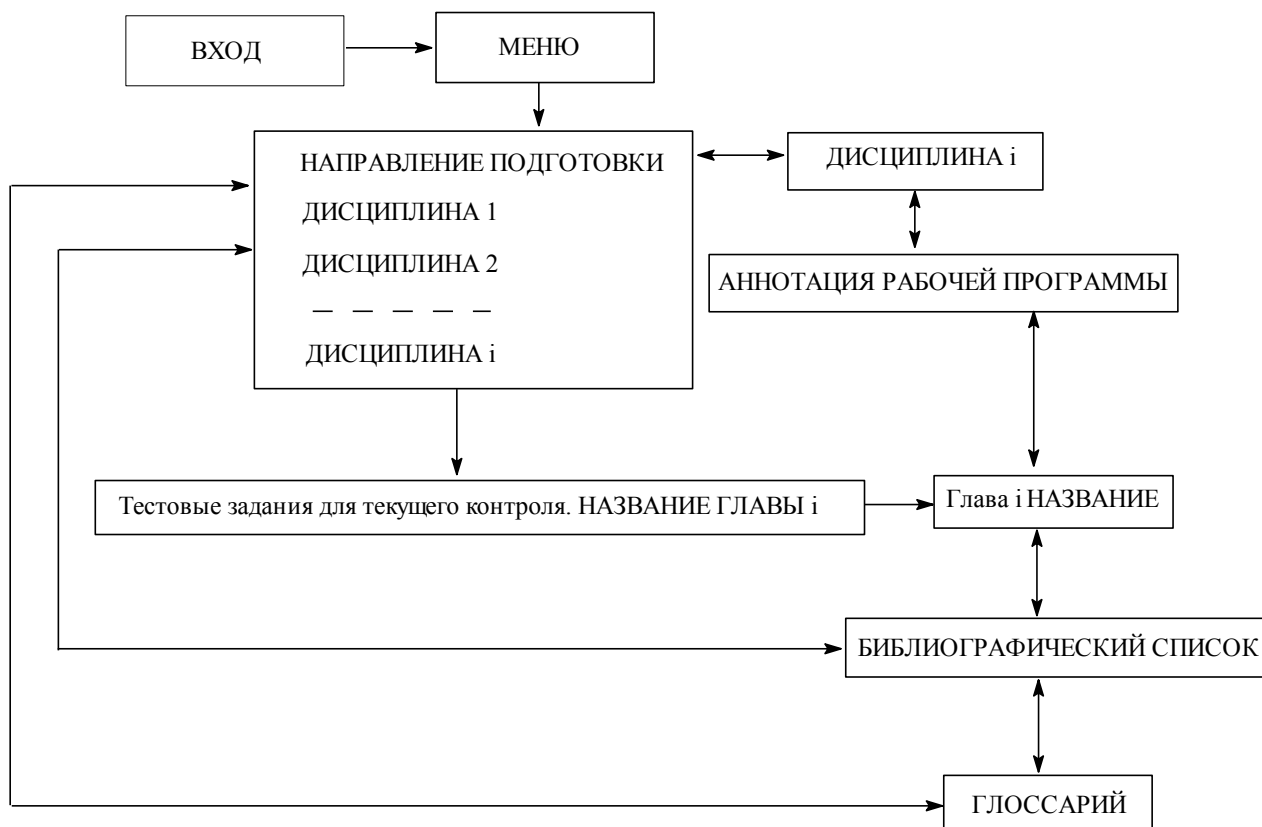 ВХОД
МЕНЮ
НАПРАВЛЕНИЕ ПОДГОТОВКИ
ДИСЦИПЛИНА 1
ДИСЦИПЛИНА 2
ДИСЦИПЛИНА i
ДИСЦИПЛИНА i
АННОТАЦИЯ РАБОЧЕЙ ПРОГРАММЫ
Тестовые задания для текущего контроля. НАЗВАНИЕ ГЛАВЫ i
Глава i НАЗВАНИЕ
БИБЛИОГРАФИЧЕСКИЙ СПИСОК
ГЛОССАРИЙ